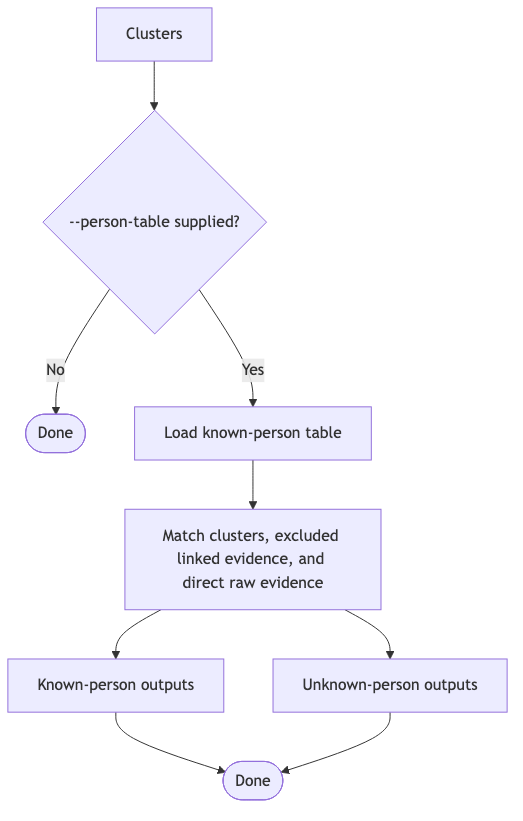 Clusters
--person-table supplied?
No
Yes
Done
Load known-person table
Match clusters, excluded
linked evidence, and
direct raw evidence
Known-person outputs
Unknown-person outputs
Done